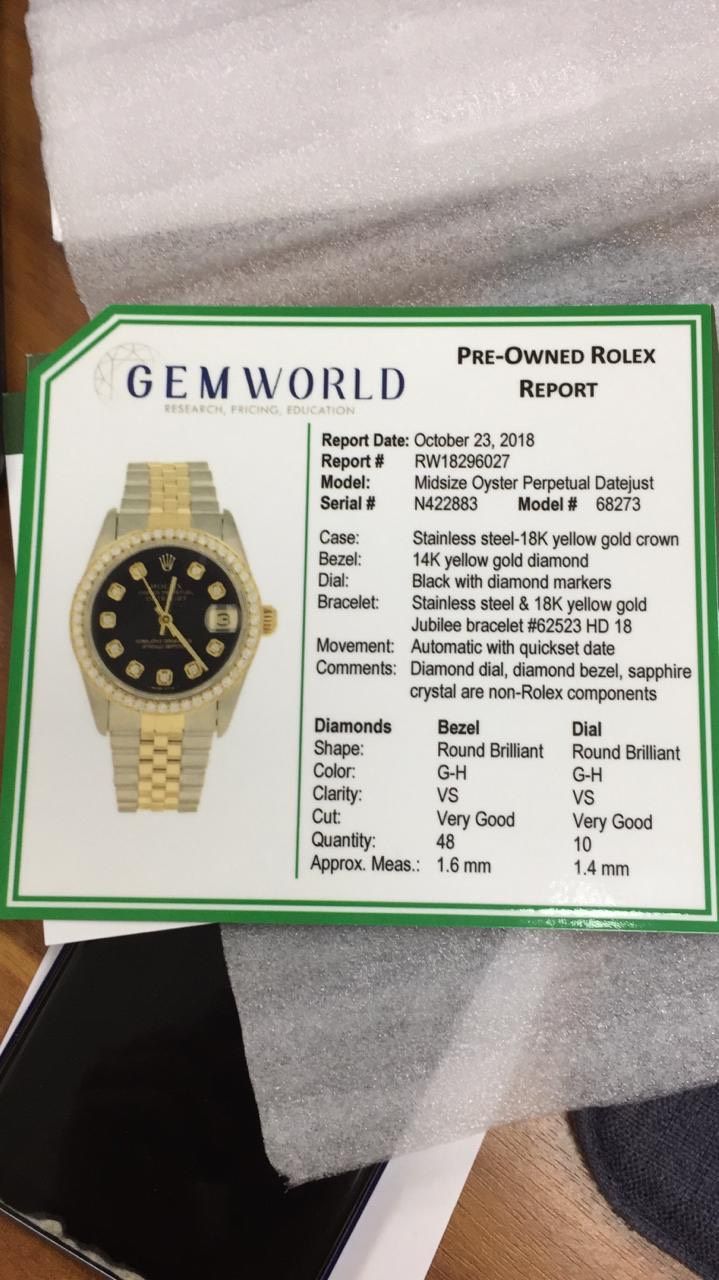 GEMWORLD
RESEARCH, PRICING, EDUCATION
PRE-OWNED ROLEX
REPORT
Report Date: October 23, 2018
Report # RW18296027
Model: Midsize Oyster Perpetual Datejust
Serial # N422883 Model # 68273
Case: Stainless steel-18K yellow gold crown
Bezel: 14K yellow gold diamond
Dial: Black with diamond markers
Bracelet: Stainless steel & 18K yellow gold
Jubilee bracelet #62523 HD 18
Movement: Automatic with quickset date
Comments: Diamond dial, diamond bezel, sapphire
crystal are non-Rolex components
Diamonds Bezel Dial
Shape: Round Brilliant Round Brilliant
Color: G-H G-H
Clarity: VS VS
Cut: Very Good Very Good
Quantity: 48 10
Approx. Meas.: 1.6 mm 1.4 mm